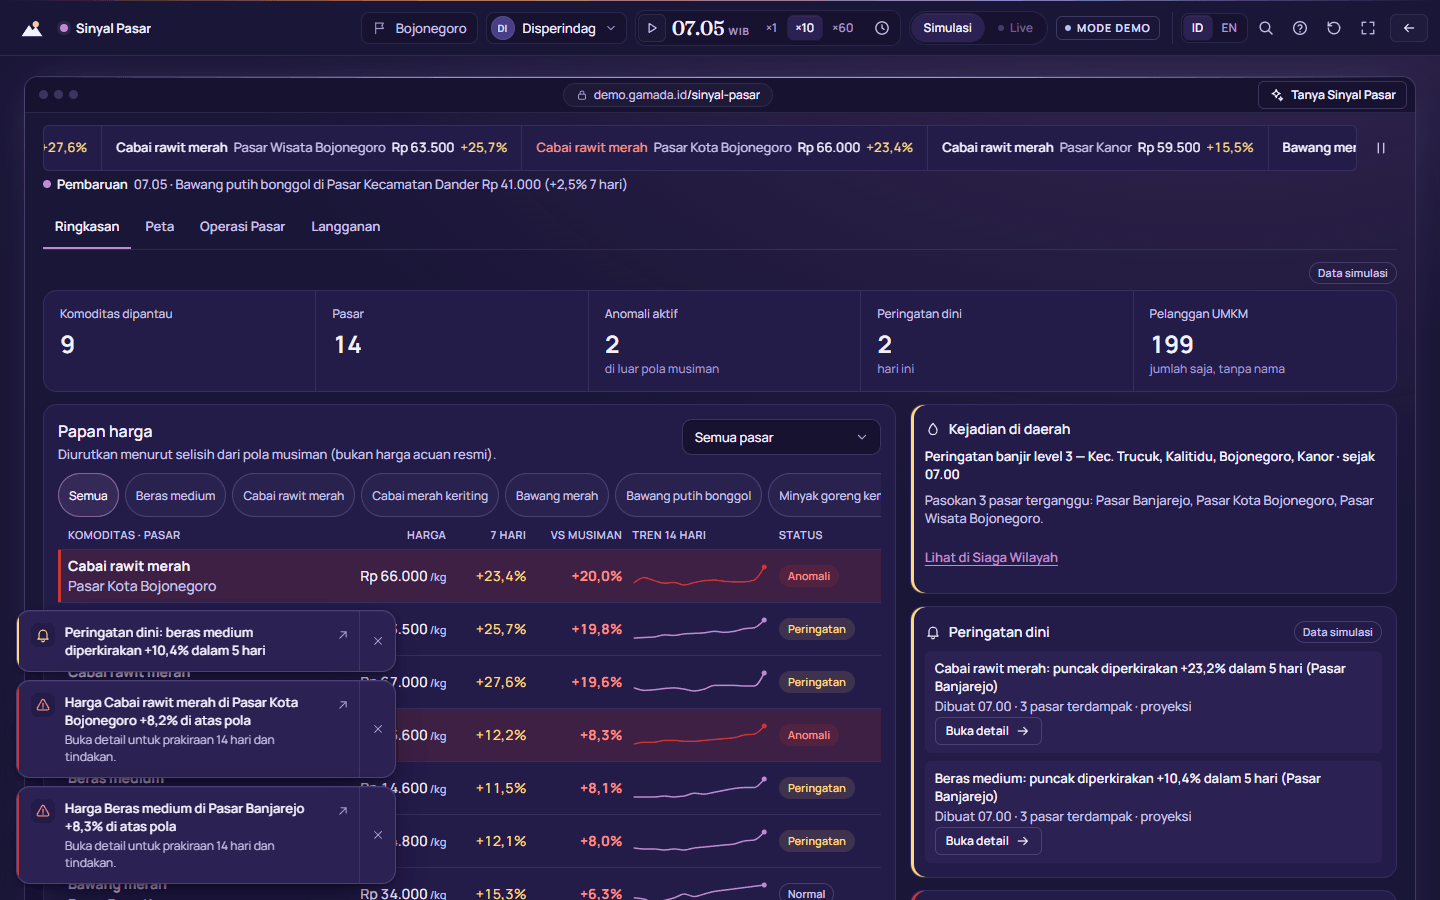 Sinyal Pasar
Bojonegoro
DI
Disperindag
07.05 WIB
×1
×10
×60
Simulasi
Live
MODE DEMO
ID
EN
demo.gamada.id/sinyal-pasar
Tanya Sinyal Pasar
+27,6%
Cabai rawit merah Pasar Wisata Bojonegoro Rp 63.500 +25,7%
Cabai rawit merah Pasar Kota Bojonegoro Rp 66.000 +23,4%
Cabai rawit merah Pasar Kanor Rp 59.500 +15,5%
Bawang mer
Pembaruan 07.05 · Bawang putih bonggol di Pasar Kecamatan Dander Rp 41.000 (+2,5% 7 hari)
Ringkasan
Peta
Operasi Pasar
Langganan
Data simulasi
Komoditas dipantau
9
Pasar
14
Anomali aktif
2
di luar pola musiman
Peringatan dini
2
hari ini
Pelanggan UMKM
199
jumlah saja, tanpa nama
Papan harga
Diurutkan menurut selisih dari pola musiman (bukan harga acuan resmi).
Semua pasar
Semua
Beras medium
Cabai rawit merah
Cabai merah keriting
Bawang merah
Bawang putih bonggol
Minyak goreng ker
KOMODITAS · PASAR
HARGA
7 HARI
VS MUSIMAN
TREN 14 HARI
STATUS
Cabai rawit merah
Pasar Kota Bojonegoro
Rp 66.000 /kg
+23,4%
+20,0%
Anomali
.500 /kg
+25,7%
+19,8%
Peringatan
7.000 /kg
+27,6%
+19,6%
Peringatan
.600 /kg
+12,2%
+8,3%
Anomali
4.600 /kg
+11,5%
+8,1%
Peringatan
.800 /kg
+12,1%
+8,0%
Peringatan
Bawang merah
Rp 34.000 /kg
+15,3%
+6,3%
Normal
Peringatan dini: beras medium
diperkirakan +10,4% dalam 5 hari
Cabai rawit merah
Harga Cabai rawit merah di Pasar Kota
Bojonegoro +8,2% di atas pola
Buka detail untuk prakiraan 14 hari dan
tindakan.
Beras medium
Harga Beras medium di Pasar Banjarejo
+8,3% di atas pola
Buka detail untuk prakiraan 14 hari dan
tindakan.
Kejadian di daerah
Peringatan banjir level 3 — Kec. Trucuk, Kalitidu, Bojonegoro, Kanor · sejak
07.00
Pasokan 3 pasar terganggu: Pasar Banjarejo, Pasar Kota Bojonegoro, Pasar
Wisata Bojonegoro.
Lihat di Siaga Wilayah
Peringatan dini
Data simulasi
Cabai rawit merah: puncak diperkirakan +23,2% dalam 5 hari (Pasar
Banjarejo)
Dibuat 07.00 · 3 pasar terdampak · proyeksi
Buka detail →
Beras medium: puncak diperkirakan +10,4% dalam 5 hari (Pasar
Banjarejo)
Dibuat 07.00 · 3 pasar terdampak · proyeksi
Buka detail →